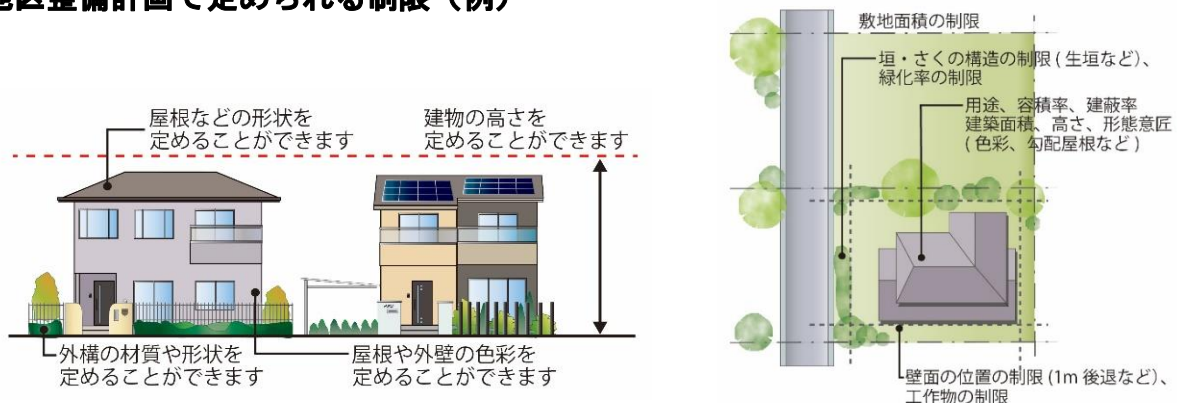 地区整備計画で定められる制限（例）
屋根などの形状を
定めることができます
建物の高さを
定めることができます
外構の材質や形状を
定めることができます
屋根や外壁の色彩を
定めることができます
敷地面積の制限
垣・さくの構造の制限(生垣など)、
緑化率の制限
用途、容積率、建蔽率
建築面積、高さ、形態意匠
(色彩、勾配屋根など)
壁面の位置の制限(1m後退など)、
工作物の制限